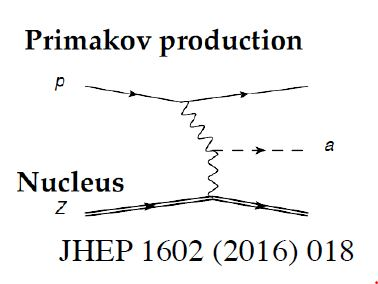 Primakov production
p
a
Nucleus
Z
JHEP 1602 (2016) 018